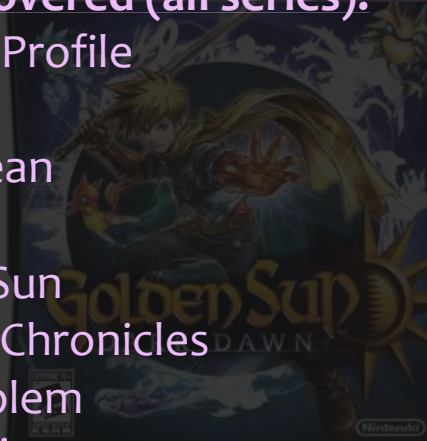 overed (all series):
Profile
ean
Sun
Chronicles
blem
Golden Sun
DAWN
Nintendo